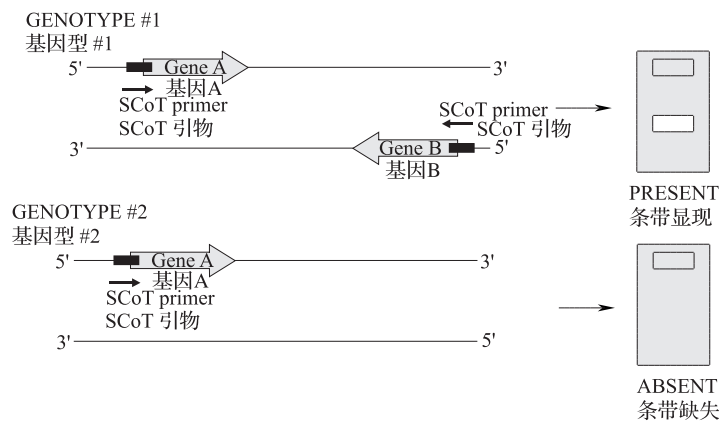 GENOTYPE #1
基因型 #1
5' Gene A 3'
基因A
SCoT primer
SCoT 引物
SCoT primer
SCoT 引物
3' Gene B 5'
基因B
PRESENT
条带显现
GENOTYPE #2
基因型 #2
5' Gene A 3'
基因A
SCoT primer
SCoT 引物
3' 5'
ABSENT
条带缺失